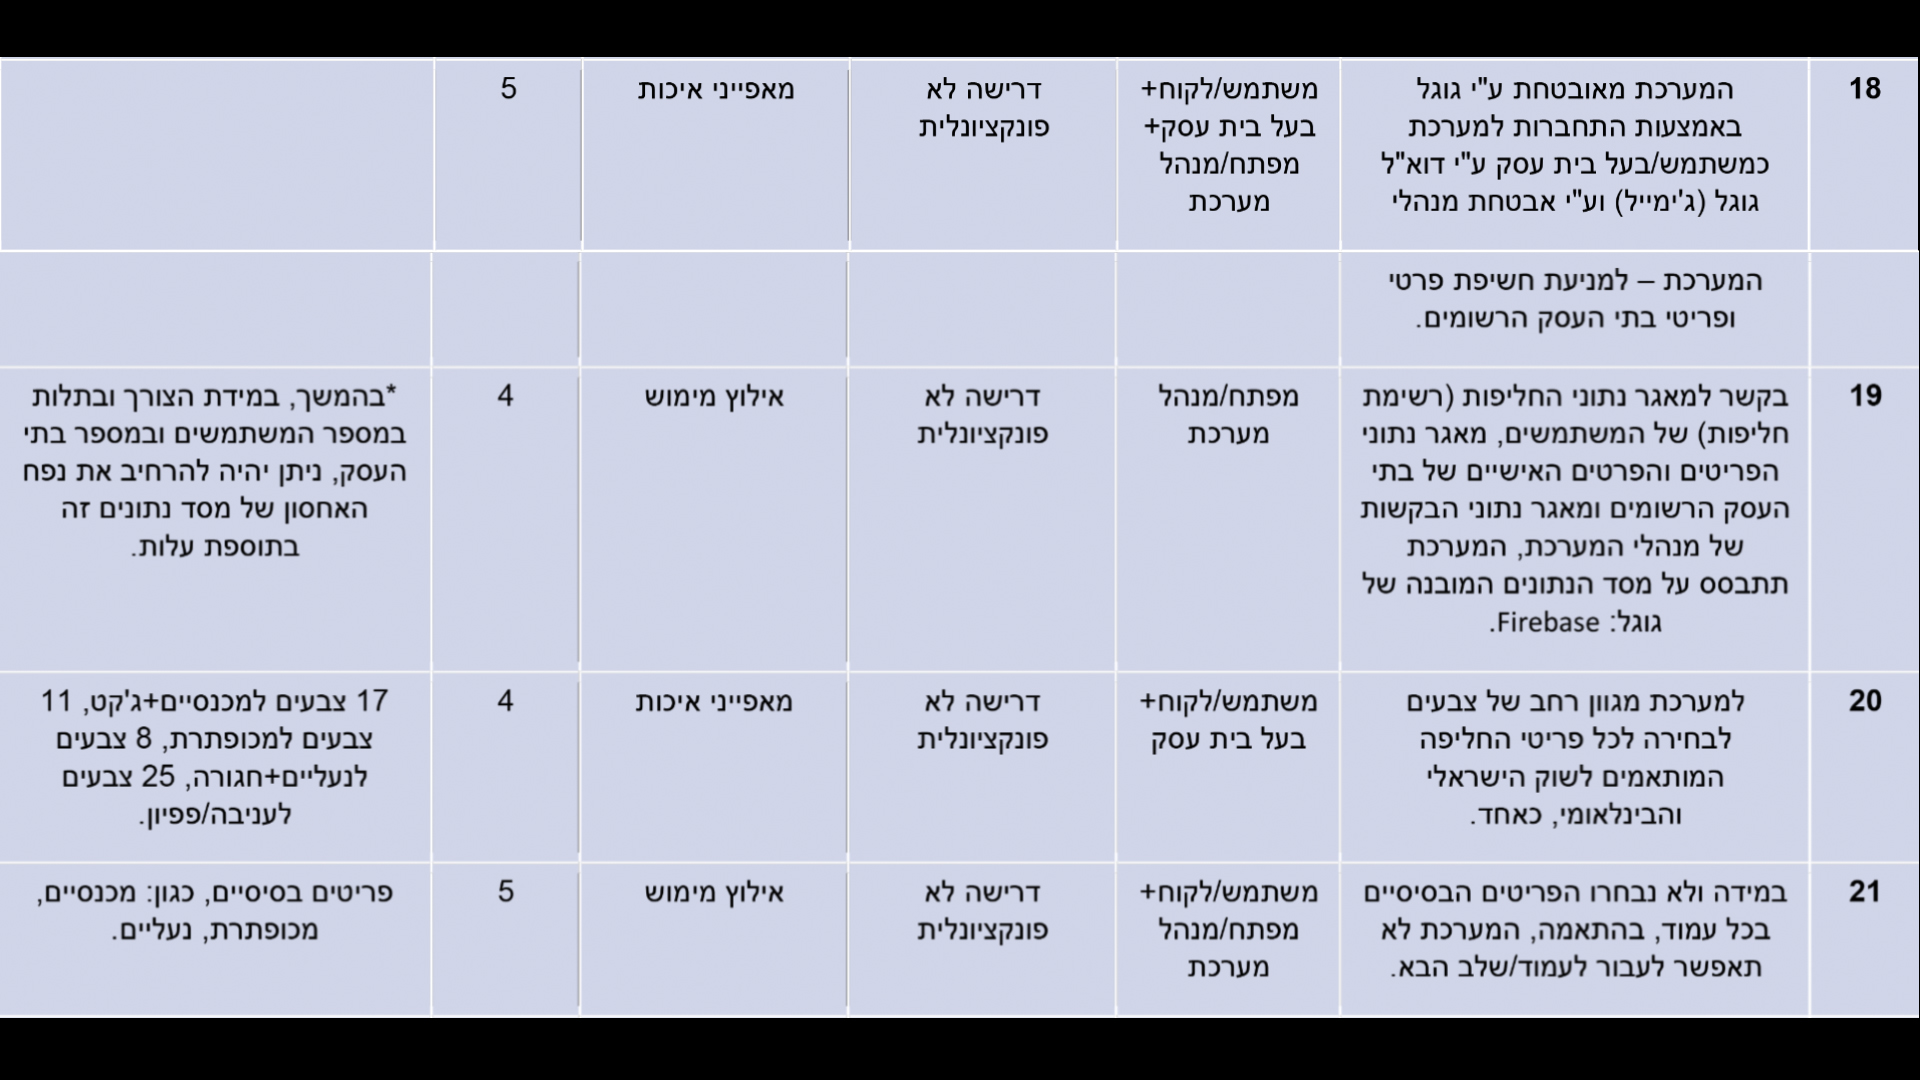 18
המערכת מאובטחת ע"י גוגל
באמצעות התחברות למערכת
כמשתמש/בעל בית עסק ע"י דוא"ל
גוגל (ג'ימייל) וע"י אבטחת מנהלי
משתמש/לקוח+
בעל בית עסק+
מפתח/מנהל
מערכת
דרישה לא
פונקציונלית
מאפייני איכות
5
המערכת – למניעת חשיפת פרטי
ופריטי בתי העסק הרשומים.
19
בקשר למאגר נתוני החליפות (רשימת
חליפות) של המשתמשים, מאגר נתוני
הפריטים והפרטים האישיים של בתי
העסק הרשומים ומאגר נתוני הבקשות
של מנהלי המערכת, המערכת
תתבסס על מסד הנתונים המובנה של
גוגל: Firebase.
מפתח/מנהל
מערכת
דרישה לא
פונקציונלית
אילוץ מימוש
4
*בהמשך, במידת הצורך ובתלות
במספר המשתמשים ובמספר בתי
העסק, ניתן יהיה להרחיב את נפח
האחסון של מסד נתונים זה
בתוספת עלות.
20
למערכת מגוון רחב של צבעים
לבחירה לכל פריטי החליפה
המותאמים לשוק הישראלי
והבינלאומי, כאחד.
משתמש/לקוח+
בעל בית עסק
דרישה לא
פונקציונלית
מאפייני איכות
4
17 צבעים למכנסיים+ג'קט, 11
צבעים למכופתרת, 8 צבעים
לנעליים+חגורה, 25 צבעים
לעניבה/פפיון.
21
במידה ולא נבחרו הפריטים הבסיסיים
בכל עמוד, בהתאמה, המערכת לא
תאפשר לעבור לעמוד/שלב הבא.
משתמש/לקוח+
מפתח/מנהל
מערכת
דרישה לא
פונקציונלית
אילוץ מימוש
5
פריטים בסיסיים, כגון: מכנסיים,
מכופתרת, נעליים.